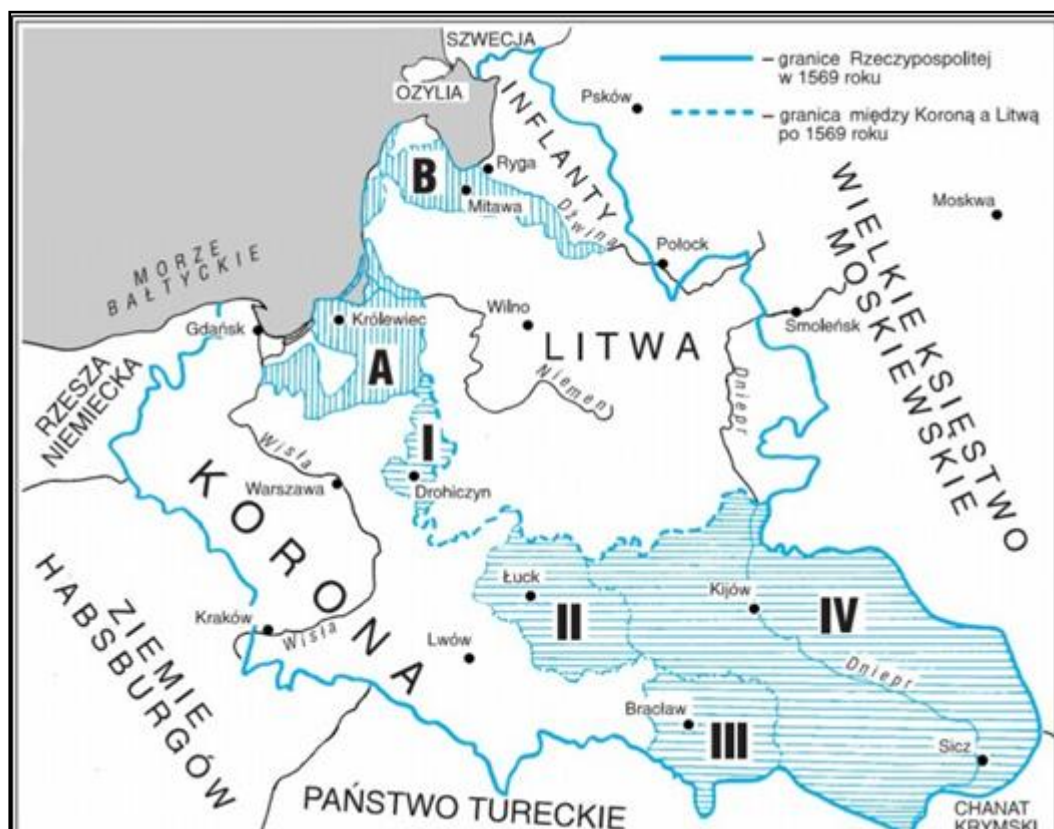 SZWECJA
OZYLIA
INFLANTY
Psków
– granice Rzeczypospolitej
w 1569 roku
– granica między Koroną a Litwą
po 1569 roku
B
Ryga
Mitawa
Dźwina
Połock
Moskwa
WIELKIE KSIĘSTWO
MOSKIEWSKIE
MORZE
BAŁTYCKIE
Gdańsk
Królewiec
A
Wilno
LITWA
Niemen
Smoleńsk
Dniepr
RZESZA
NIEMIECKA
Wisła
I
Drohiczyn
Warszawa
KORONA
ZIEMIE
HABSBURGÓW
Kraków
Wisła
Lwów
Łuck
II
Kijów
IV
Dniepr
Bracław
III
Sicz
PAŃSTWO TURECKIE
CHANAT
KRYMSKI